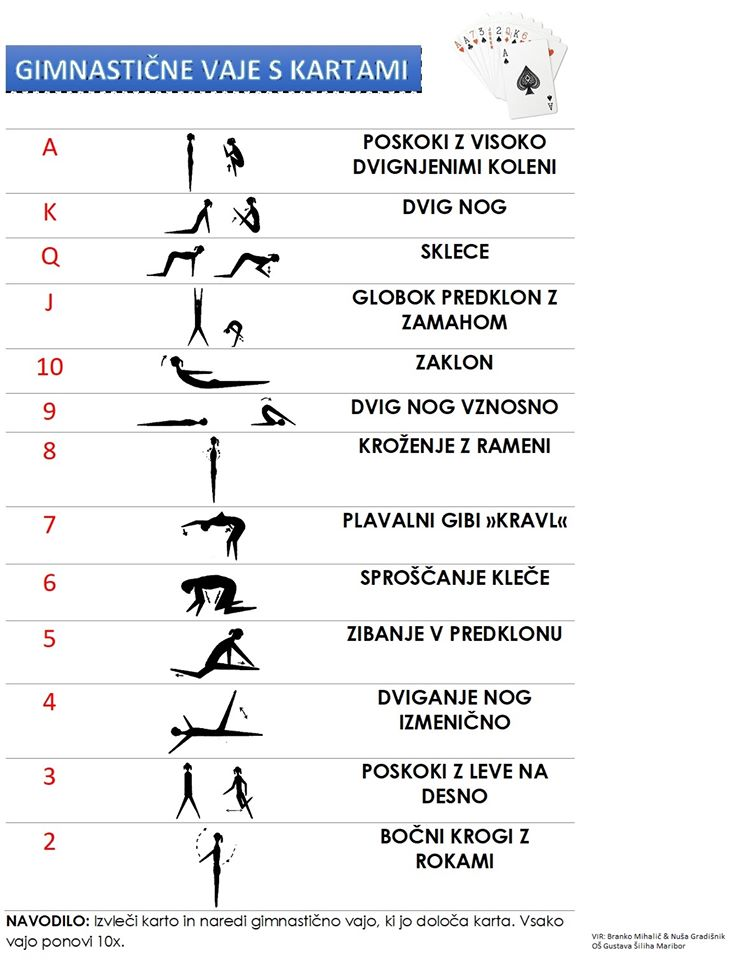 GIMNASTIČNE VAJE S KARTAMI
A
POSKOKI Z VISOKO
DVIGNJENIMI KOLENI
K
DVIG NOG
Q
SKLECE
J
GLOBOK PREDKLON Z
ZAMAHOM
10
ZAKLON
9
DVIG NOG VZNOSNO
8
KROŽENJE Z RAMENI
7
PLAVALNI GIBI »KRAVL«
6
SPROŠČANJE KLEČE
5
ZIBANJE V PREDKLONU
4
DVIGANJE NOG
IZMENIČNO
3
POSKOKI Z LEVE NA
DESNO
2
BOČNI KROGI Z
ROKAMI
NAVODILO: Izvleči karto in naredi gimnastično vajo, ki jo določa karta. Vsako
vajo ponovi 10x.
VIR: Branko Mihalič & Nuša Gradišnik
OŠ Gustava Šiliha Maribor